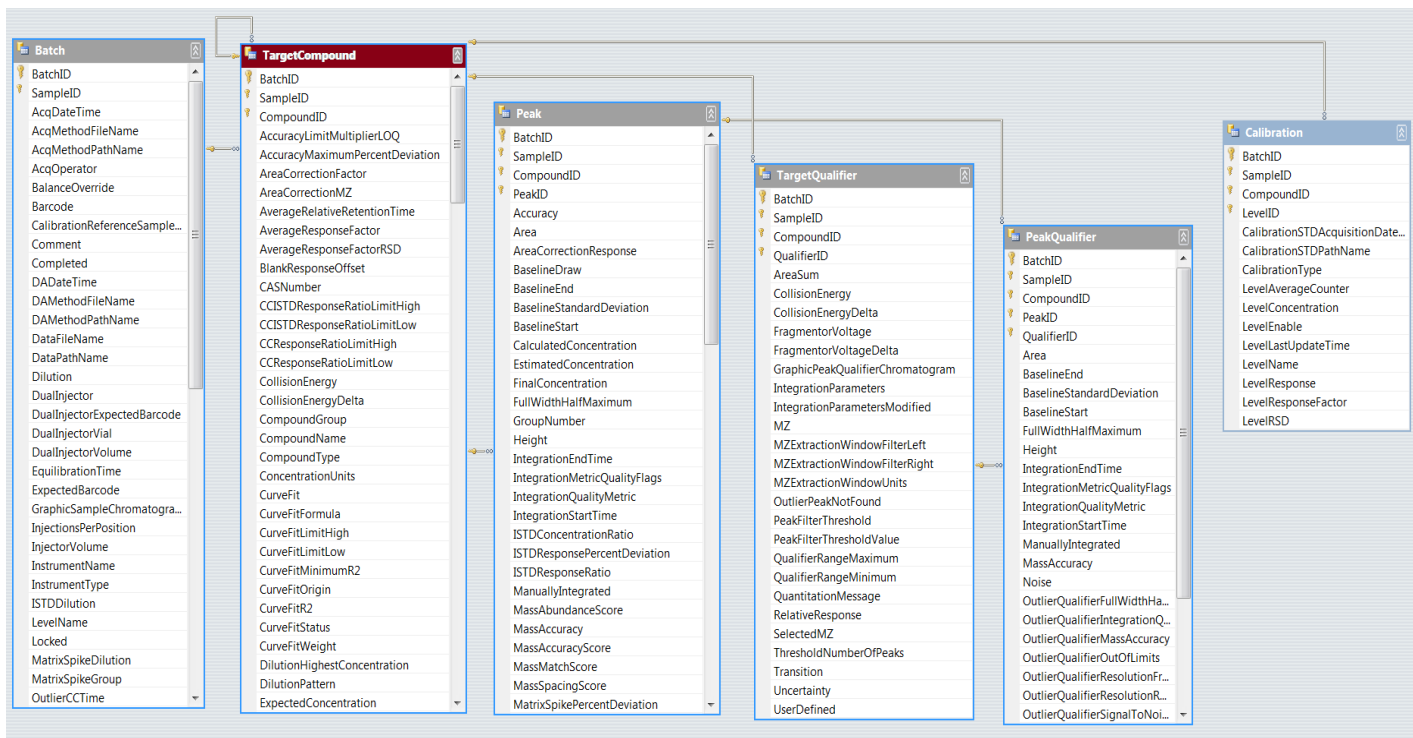 Batch
BatchID
SampleID
AcqDateTime
AcqMethodFileName
AcqMethodPathName
AcqOperator
BalanceOverride
Barcode
CalibrationReferenceSample...
Comment
Completed
DADateTime
DAMethodFileName
DAMethodPathName
DataFileName
DataPathName
Dilution
DualInjector
DualInjectorExpectedBarcode
DualInjectorVial
DualInjectorVolume
EquilibrationTime
ExpectedBarcode
GraphicSampleChromatogra...
InjectionsPerPosition
InjectorVolume
InstrumentName
InstrumentType
ISTDDilution
LevelName
Locked
MatrixSpikeDilution
MatrixSpikeGroup
OutlierCCTime
TargetCompound
BatchID
SampleID
CompoundID
AccuracyLimitMultiplierLOQ
AccuracyMaximumPercentDeviation
AreaCorrectionFactor
AreaCorrectionMZ
AverageRelativeRetentionTime
AverageResponseFactor
AverageResponseFactorRSD
BlankResponseOffset
CASNumber
CCISTDResponseRatioLimitHigh
CCISTDResponseRatioLimitLow
CCResponseRatioLimitHigh
CCResponseRatioLimitLow
CollisionEnergy
CollisionEnergyDelta
CompoundGroup
CompoundName
CompoundType
ConcentrationUnits
CurveFit
CurveFitFormula
CurveFitLimitHigh
CurveFitLimitLow
CurveFitMinimumR2
CurveFitOrigin
CurveFitR2
CurveFitStatus
CurveFitWeight
DilutionHighestConcentration
DilutionPattern
ExpectedConcentration
Peak
BatchID
SampleID
CompoundID
PeakID
Accuracy
Area
AreaCorrectionResponse
BaselineDraw
BaselineEnd
BaselineStandardDeviation
BaselineStart
CalculatedConcentration
EstimatedConcentration
FinalConcentration
FullWidthHalfMaximum
GroupNumber
Height
IntegrationEndTime
IntegrationMetricQualityFlags
IntegrationQualityMetric
IntegrationStartTime
ISTDConcentrationRatio
ISTDResponsePercentDeviation
ISTDResponseRatio
ManuallyIntegrated
MassAbundanceScore
MassAccuracy
MassAccuracyScore
MassMatchScore
MassSpacingScore
MatrixSpikePercentDeviation
TargetQualifier
BatchID
SampleID
CompoundID
QualifierID
AreaSum
CollisionEnergy
CollisionEnergyDelta
FragmentorVoltage
FragmentorVoltageDelta
GraphicPeakQualifierChromatogram
IntegrationParameters
IntegrationParametersModified
MZ
MZExtractionWindowFilterLeft
MZExtractionWindowFilterRight
MZExtractionWindowUnits
OutlierPeakNotFound
PeakFilterThreshold
PeakFilterThresholdValue
QualifierRangeMaximum
QualifierRangeMinimum
QuantitationMessage
RelativeResponse
SelectedMZ
ThresholdNumberOfPeaks
Transition
Uncertainty
UserDefined
PeakQualifier
BatchID
SampleID
CompoundID
PeakID
QualifierID
Area
BaselineEnd
BaselineStandardDeviation
BaselineStart
FullWidthHalfMaximum
Height
IntegrationEndTime
IntegrationMetricQualityFlags
IntegrationQualityMetric
IntegrationStartTime
ManuallyIntegrated
MassAccuracy
Noise
OutlierQualifierFullWidthHa...
OutlierQualifierIntegrationQ...
OutlierQualifierMassAccuracy
OutlierQualifierOutOfLimits
OutlierQualifierResolutionFr...
OutlierQualifierResolutionR...
OutlierQualifierSignalToNoi...
Calibration
BatchID
SampleID
CompoundID
LevelID
CalibrationSTDAcquisitionDate...
CalibrationSTDPathName
CalibrationType
LevelAverageCounter
LevelConcentration
LevelEnable
LevelLastUpdateTime
LevelName
LevelResponse
LevelResponseFactor
LevelRSD